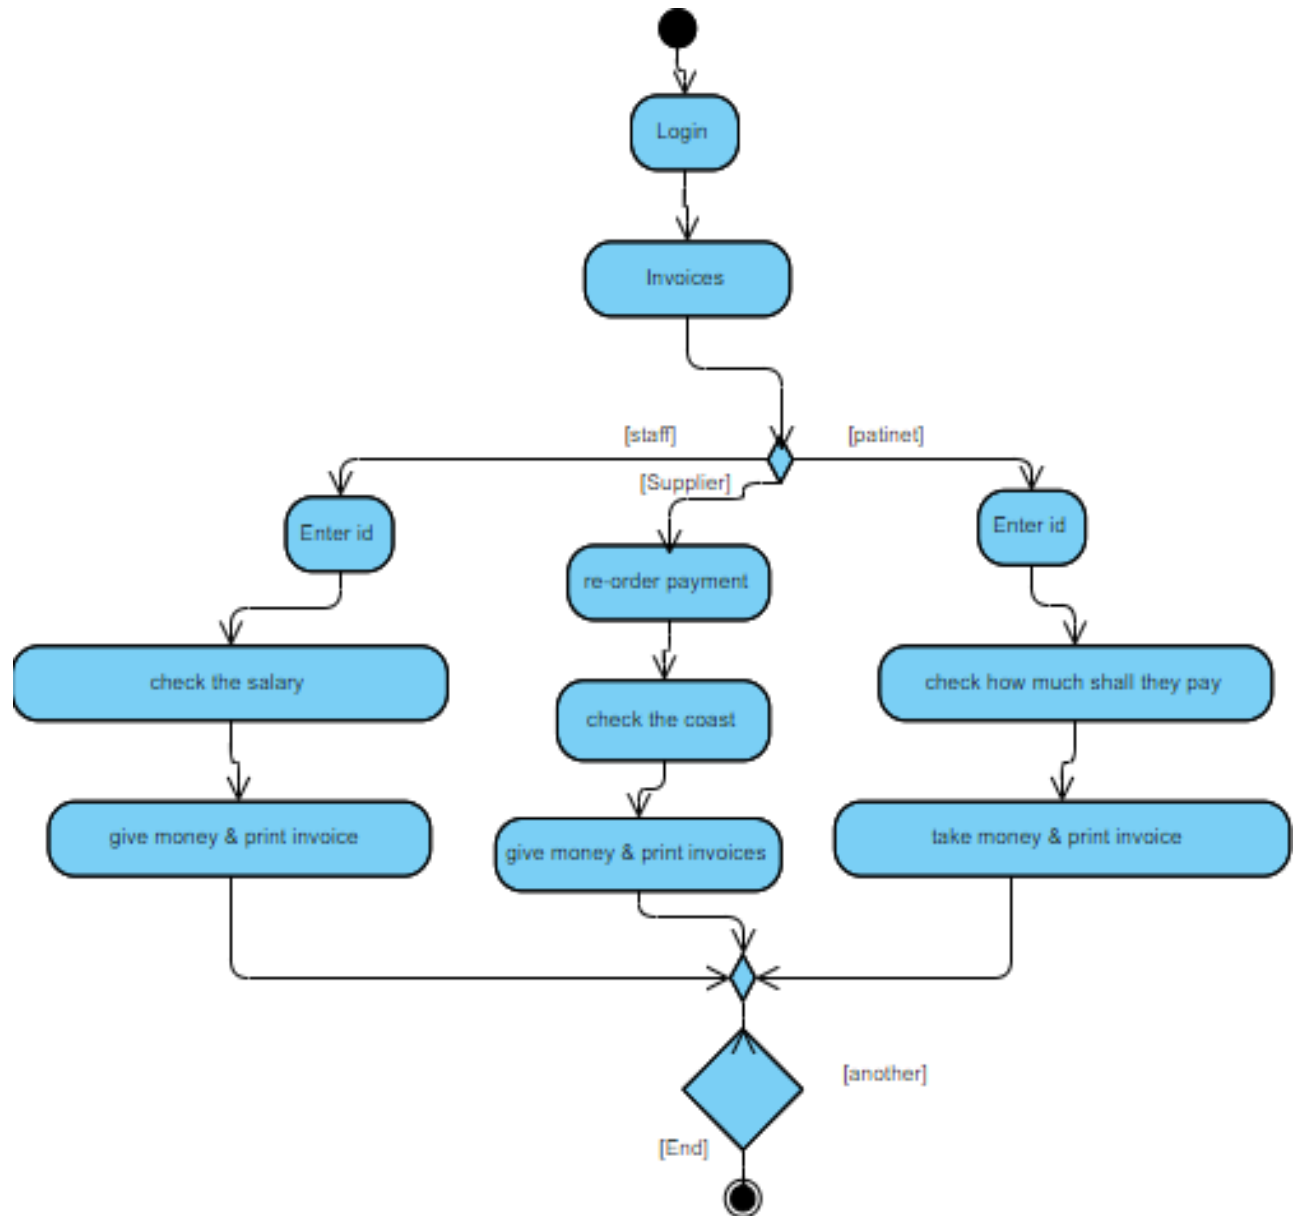 Login
Invoices
[staff]
[patinet]
[Supplier]
Enter id
Enter id
re-order payment
check the salary
check how much shall they pay
check the coast
give money & print invoice
take money & print invoice
give money & print invoices
[another]
[End]